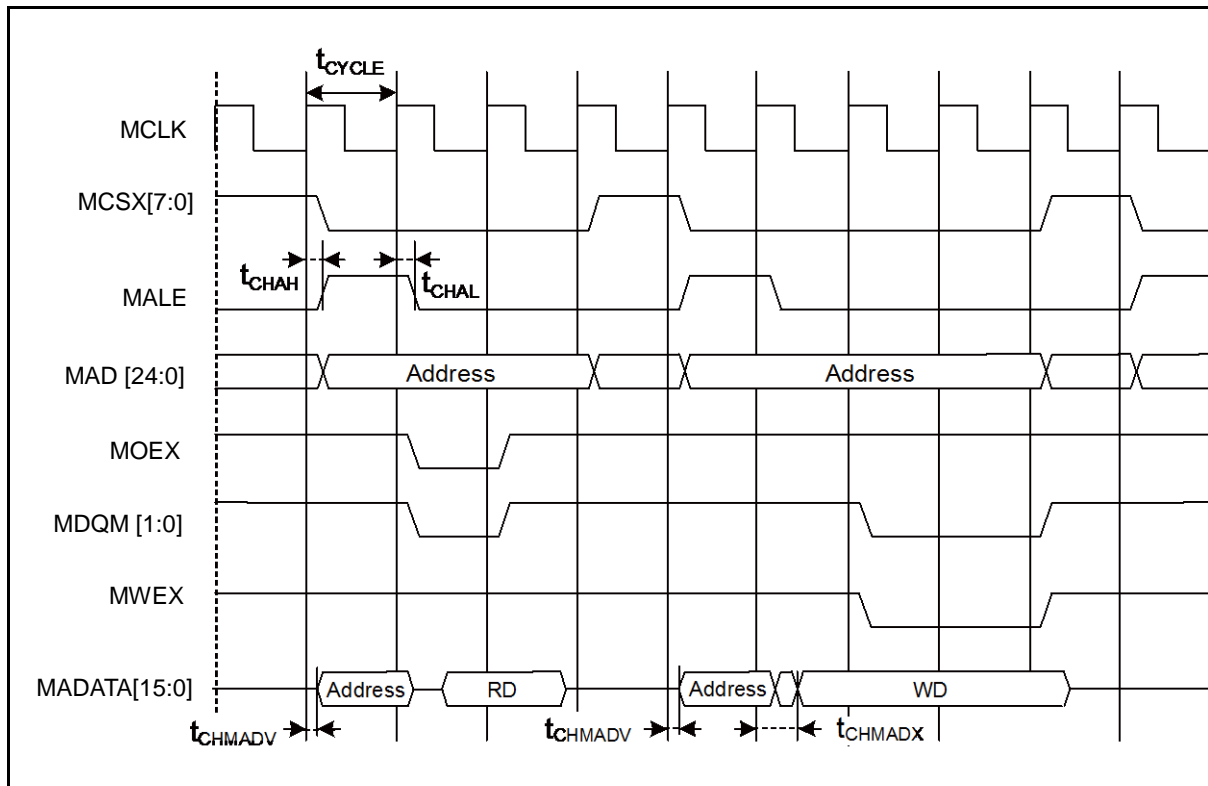 tCYCLE
MCLK
MCSX[7:0]
tCHAH
tCHAL
MALE
MAD [24:0]
Address
Address
MOEX
MDQM [1:0]
MWEX
MADATA[15:0]
Address
RD
Address
WD
tCHMADV
tCHMADV
tCHMADX